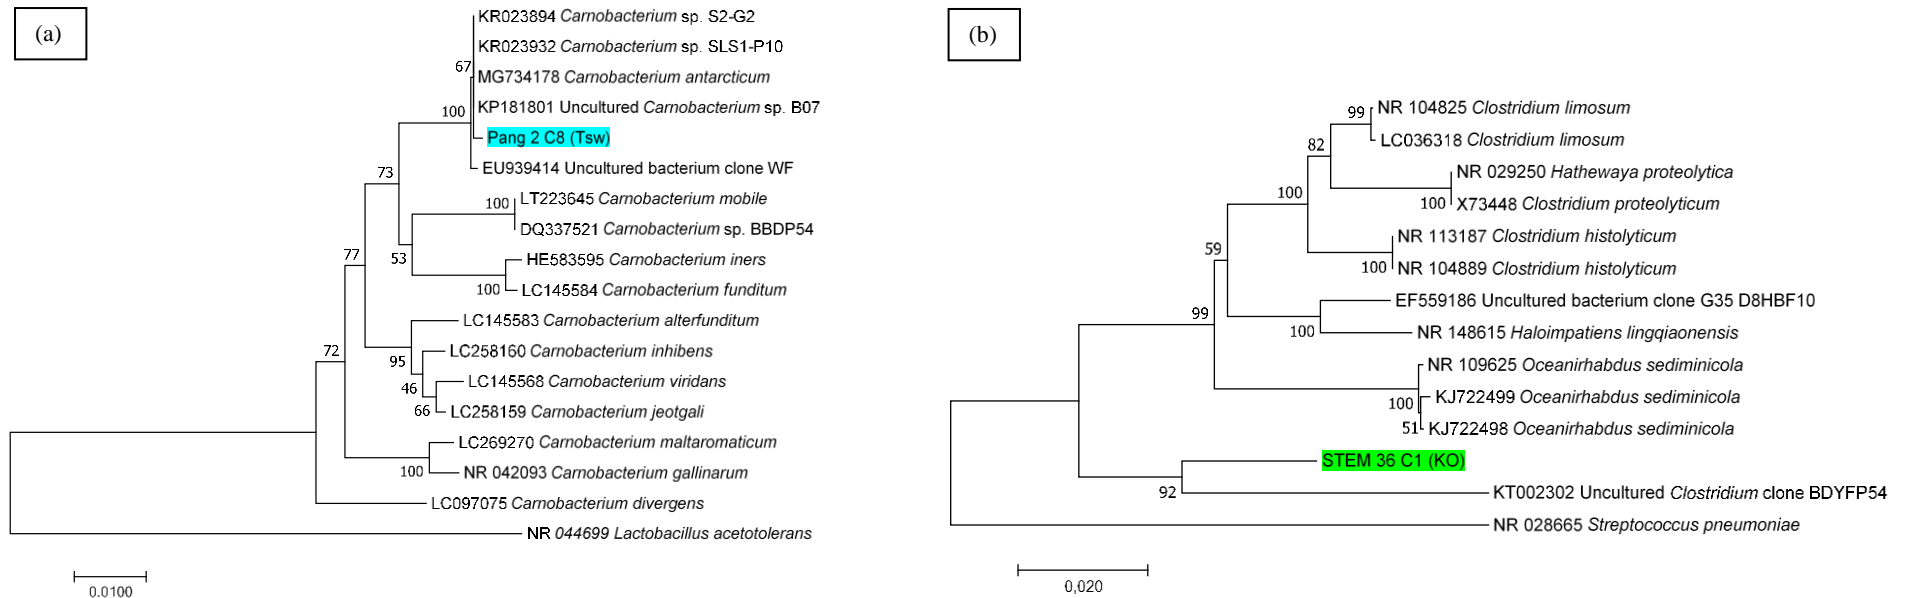 (a)
KR023894 Carnobacterium sp. S2-G2
KR023932 Carnobacterium sp. SLS1-P10
67
MG734178 Carnobacterium antarcticum
KP181801 Uncultured Carnobacterium sp. B07
100
Pang 2 C8 (Tsw)
EU939414 Uncultured bacterium clone WF
73
LT223645 Carnobacterium mobile
100
DQ337521 Carnobacterium sp. BBDP54
77
53
HE583595 Carnobacterium iners
100
LC145584 Carnobacterium funditum
LC145583 Carnobacterium alterfunditum
72
95
LC258160 Carnobacterium inhibens
46
LC145568 Carnobacterium viridans
66
LC258159 Carnobacterium jeotgali
LC269270 Carnobacterium maltaromaticum
100
NR 042093 Carnobacterium gallinarum
LC097075 Carnobacterium divergens
NR 044699 Lactobacillus acetotolerans
0.0100
(b)
99
NR 104825 Clostridium limosum
LC036318 Clostridium limosum
82
NR 029250 Hathewaya proteolytica
100
100
X73448 Clostridium proteolyticum
NR 113187 Clostridium histolyticum
59
100
NR 104889 Clostridium histolyticum
EF559186 Uncultured bacterium clone G35 D8HBF10
99
100
NR 148615 Haloimpatiens lingqiaonensis
NR 109625 Oceanirhabdus sediminicola
100
KJ722499 Oceanirhabdus sediminicola
51
KJ722498 Oceanirhabdus sediminicola
STEM 36 C1 (KO)
92
KT002302 Uncultured Clostridium clone BDYFP54
NR 028665 Streptococcus pneumoniae
0,020